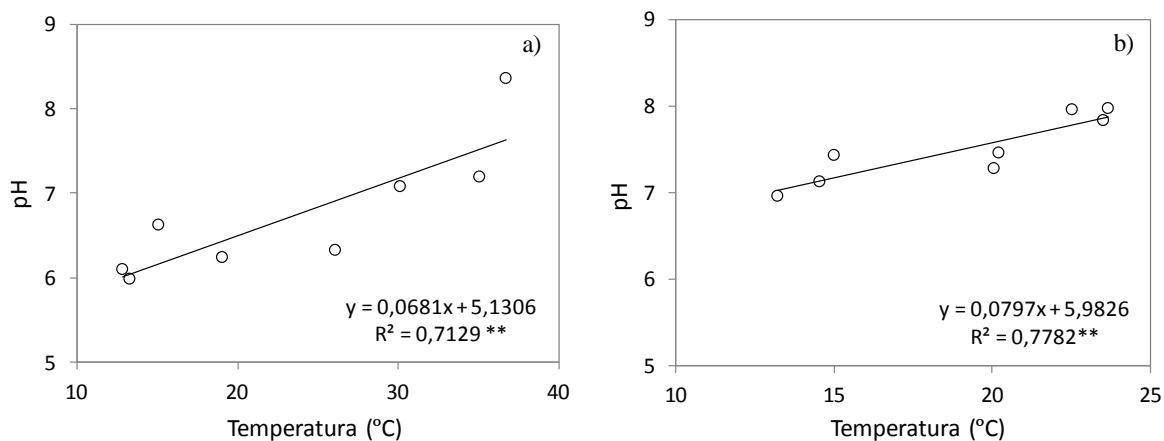 a)
9
8
7
6
5
pH
y = 0,0681x + 5,1306
R² = 0,7129 **
10 20 30 40
Temperatura (ºC)
b)
9
8
7
6
5
pH
y = 0,0797x + 5,9826
R² = 0,7782**
10 15 20 25
Temperatura (ºC)